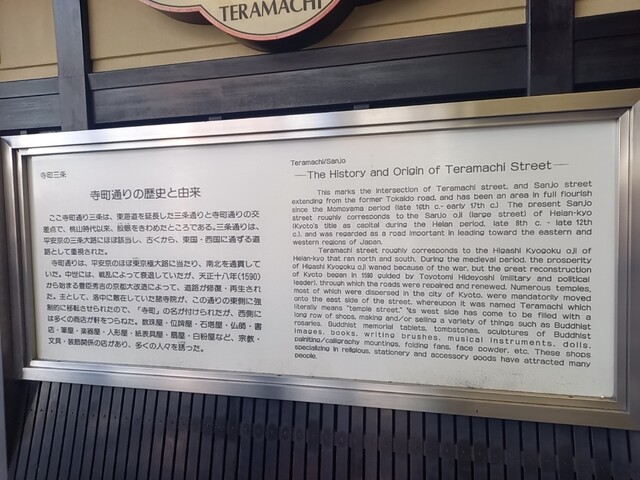 TERAMACHI
寺町三条
寺町通りの歴史と由来
ここ寺町通り三条は、東海道を延長した三条通りと寺町通りの交
差点で、桃山時代以来、殷賑をきわめたところである。三条通りは、
平安京の三条大路にほぼ該当し、古くから、東国・西国に通ずる道
路として重視された。
寺町通りは、平安京のほぼ東京極大路に当たり、南北を通貫して
いた。中世には、戦乱によって衰退していたが、天正十八年(1590)
から始まる豊臣秀吉の京都大改造によって、道路が修復・再生され
た。主として、洛中に散在していた諸寺院が、この通りの東側に強
制的に移転させられたので、「寺町」の名が付けられたが、西側に
は多くの商店が軒をつらねた。数珠屋・位牌屋・石塔屋・仏師・書
店・筆屋・楽器屋・人形屋・紙表具屋・扇屋・白粉屋など、宗教・
文具・装飾関係の店があり、多くの人々を誘った。
Teramachi/Sanjo
—The History and Origin of Teramachi Street—
This marks the intersection of Teramachi street, and Sanjo street
extending from the former Tokaido road, and has been an area in full flourish
since the Momoyama period (late 16th c.- early 17th c.) The present Sanjo
street roughly corresponds to the Sanjo oji (large street) of Heian-kyo
(Kyoto's title as capital during the Heian period, late 8th c. - late 12th
c.), and was regarded as a road important in leading toward the eastern and
western regions of Japan.
Teramachi street roughly corresponds to the Higashi Kyogoku oji of
Heian-kyo that ran north and south. During the medieval period, the prosperity
of Higashi Kyogoku oji waned because of the war, but the great reconstruction
of Kyoto began in 1590 guided by Toyotomi Hideyoshi (military and political
leader), through which the roads were repaired and renewed. Numerous temples,
most of which were dispersed in the city of Kyoto, were mandatorily moved
onto the east side of the street, whereupon it was named Teramachi which
literally means "temple street." Its west side has come to be filled with a
long row of shops, making and/or selling a variety of things such as Buddhist
rosaries, Buddhist memorial tablets, tombstones, sculptures of Buddhist
images, books, writing brushes, musical instruments, dolls,
painting/calligraphy mountings, folding fans, face powder, etc. These shops
specializing in religious, stationery and accessory goods have attracted many
people.